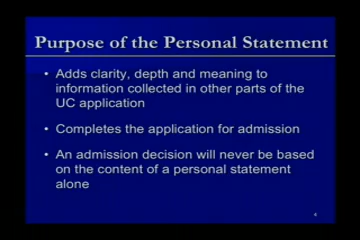 Purpose of the Personal Statement
• Adds clarity, depth and meaning to
information collected in other parts of the
UC application
• Completes the application for admission
• An admission decision will never be based
on the content of a personal statement
alone